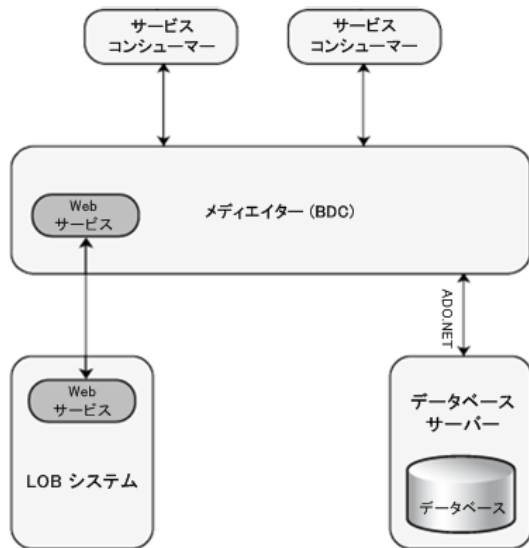 サービス
コンシューマー
サービス
コンシューマー
メディエイター (BDC)
Web
サービス
ADO.NET
Web
サービス
LOB システム
データベース
サーバー
データベース